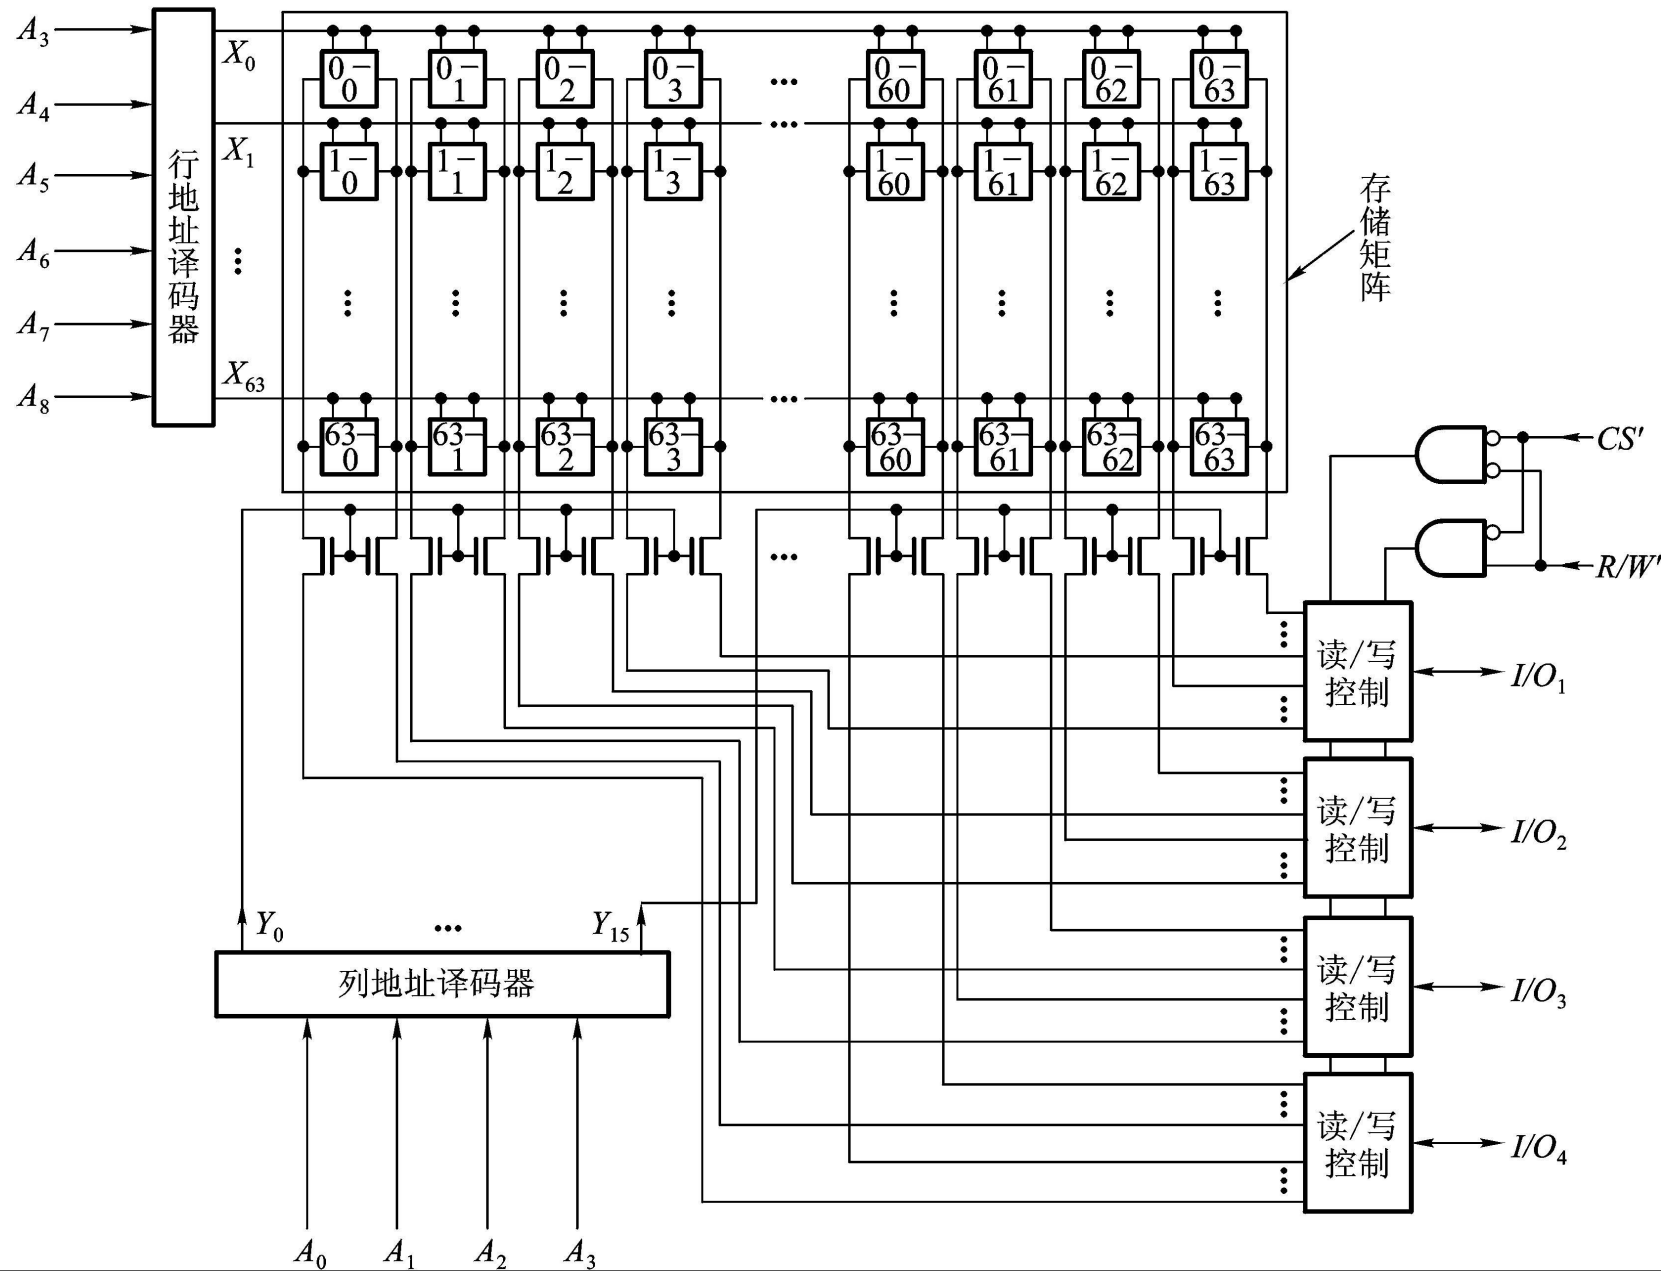 A₃
A₄
A₅
A₆
A₇
A₈
行地址译码器
X₀
X₁
X₆₃
0–0 0–1 0–2 0–3 … 0–60 0–61 0–62 0–63
1–0 1–1 1–2 1–3 … 1–60 1–61 1–62 1–63
63–0 63–1 63–2 63–3 … 63–60 63–61 63–62 63–63
存储矩阵
CS′
R/W′
读/写
控制
I/O₁
读/写
控制
I/O₂
读/写
控制
I/O₃
读/写
控制
I/O₄
Y₀ … Y₁₅
列地址译码器
A₀ A₁ A₂ A₃